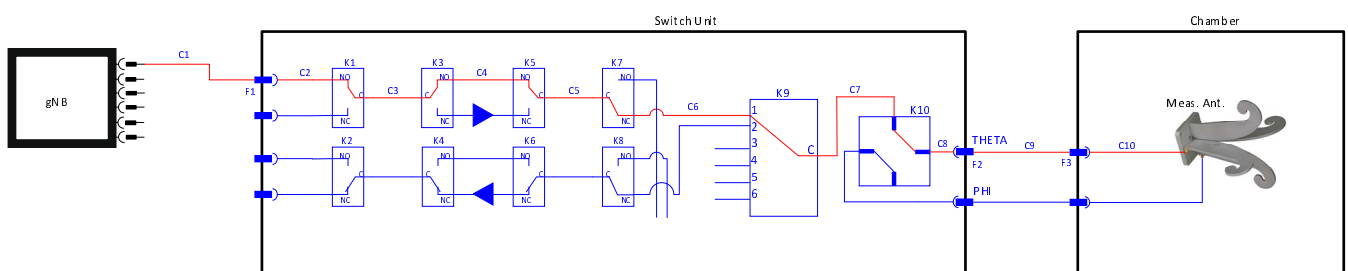 Switch Unit
Chamber
gNB
C1
F1
C2
K1
NO
C
NC
C3
K3
NO
C
NC
C4
K5
NO
C
NC
C5
K7
NO
C
NC
C6
K2
NO
C
NC
K4
NO
C
NC
K6
NO
C
NC
K8
NO
C
NC
K9
1
2
3
4
5
6
C
C7
K10
C8
THETA
F2
PHI
C9
F3
C10
Meas. Ant.